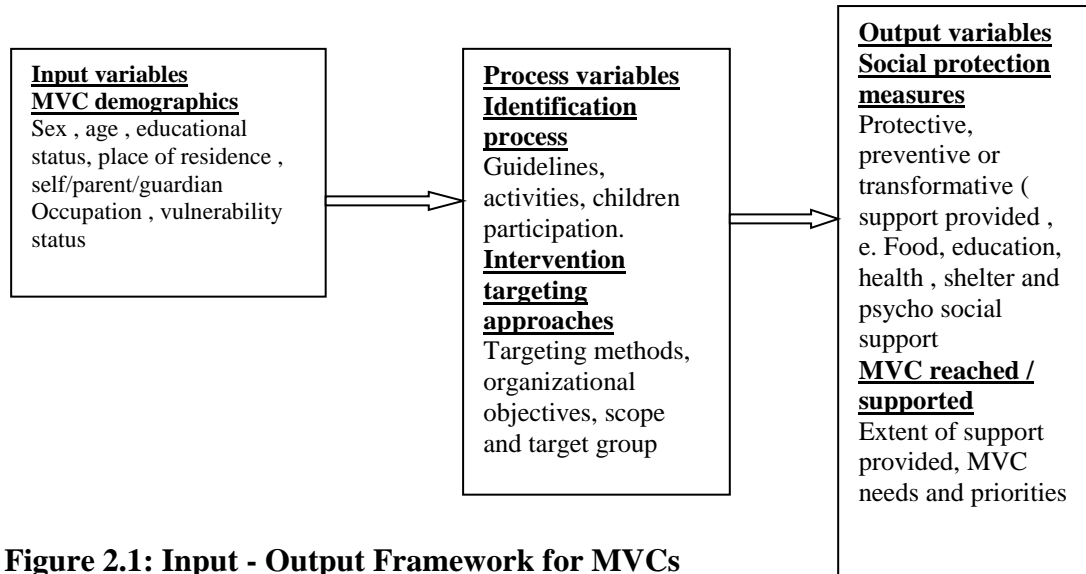 Input variables
MVC demographics
Sex , age , educational
status, place of residence ,
self/parent/guardian
Occupation , vulnerability
status
Process variables
Identification
process
Guidelines,
activities, children
participation.
Intervention
targeting
approaches
Targeting methods,
organizational
objectives, scope
and target group
Output variables
Social protection
measures
Protective,
preventive or
transformative (
support provided ,
e. Food, education,
health , shelter and
psycho social
support
MVC reached /
supported
Extent of support
provided, MVC
needs and priorities
Figure 2.1: Input - Output Framework for MVCs